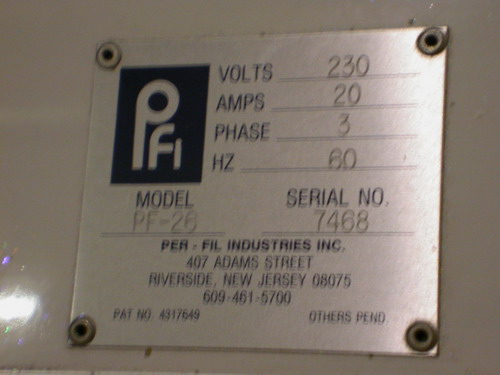 PFI
VOLTS 230
AMPS 20
PHASE 3
HZ 60
MODEL SERIAL NO.
PF-26 7468
PER-FIL INDUSTRIES INC.
407 ADAMS STREET
RIVERSIDE, NEW JERSEY 08075
609-461-5700
PAT NO. 4317649 OTHERS PEND.